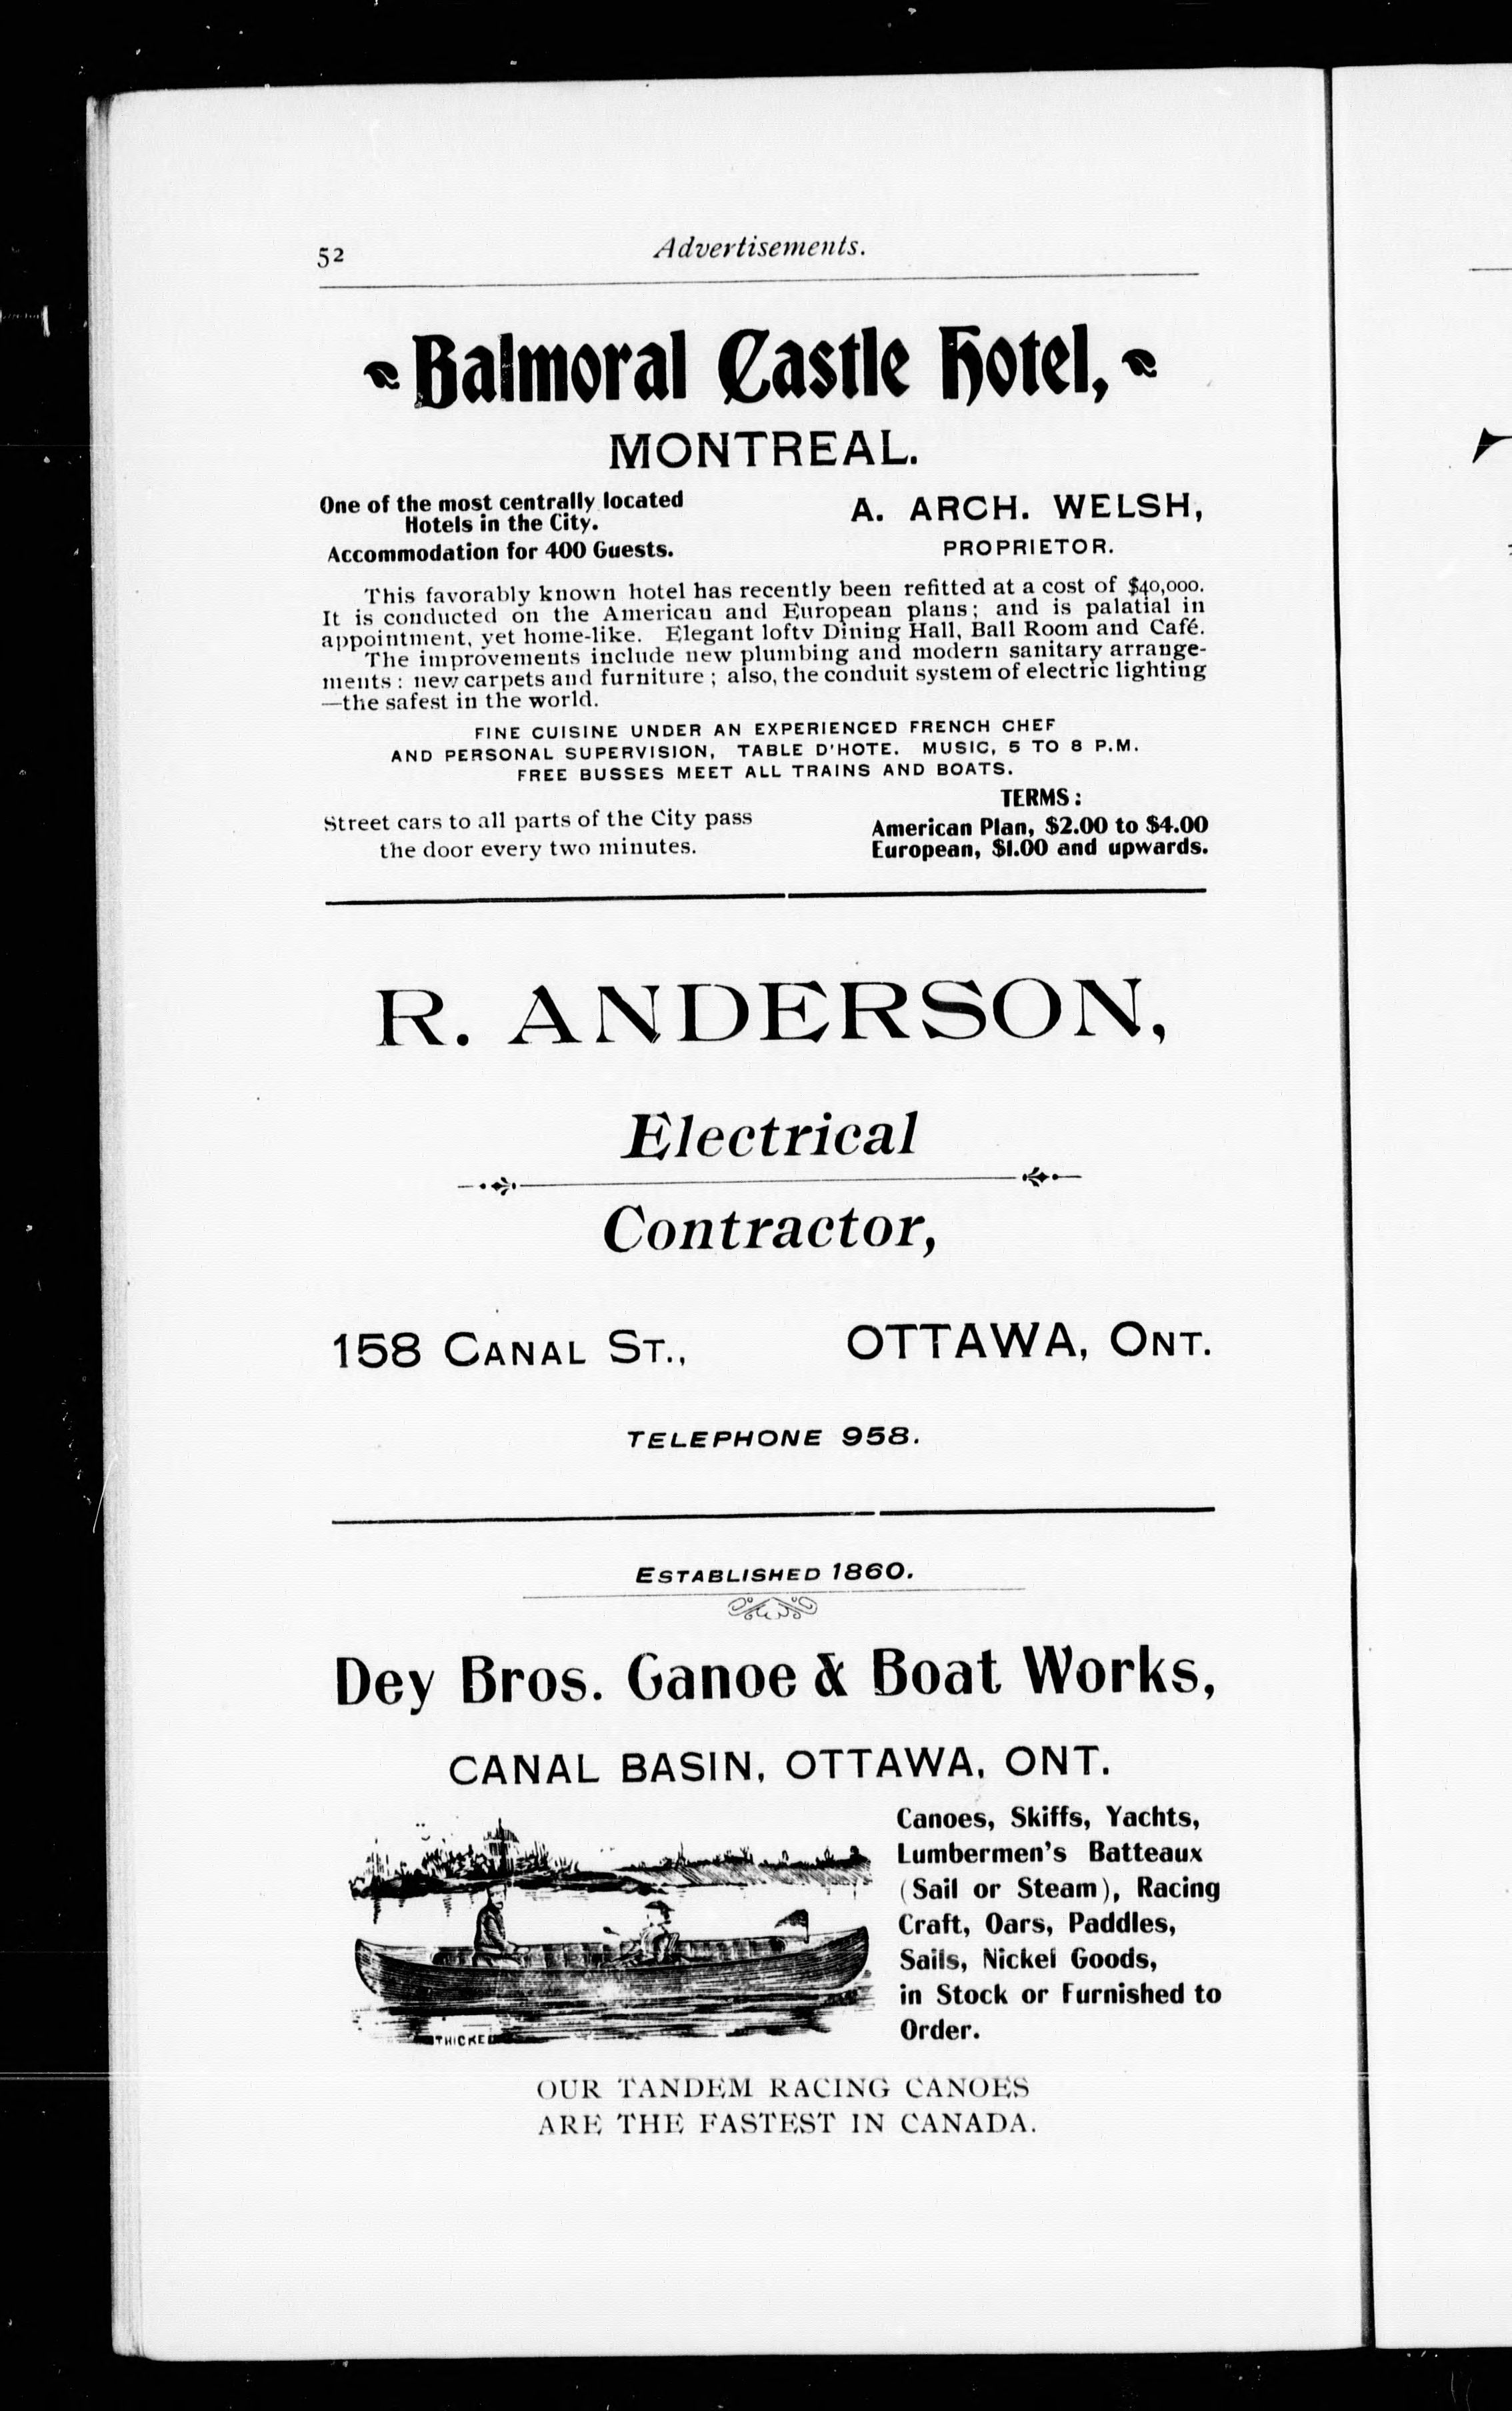 52
Advertisements.
Balmoral Castle Hotel,
MONTREAL.
One of the most centrally located
Hotels in the City.
Accommodation for 400 Guests.
A. ARCH. WELSH,
PROPRIETOR.
This favorably known hotel has recently been refitted at a cost of $40,000.
It is conducted on the American and European plans; and is palatial in
appointment, yet home-like. Elegant lofty Dining Hall, Ball Room and Café.
The improvements include new plumbing and modern sanitary arrange-
ments: new carpets and furniture; also, the conduit system of electric lighting
—the safest in the world.
FINE CUISINE UNDER AN EXPERIENCED FRENCH CHEF
AND PERSONAL SUPERVISION, TABLE D'HOTE. MUSIC, 5 TO 8 P.M.
FREE BUSSES MEET ALL TRAINS AND BOATS.
Street cars to all parts of the City pass
the door every two minutes.
TERMS:
American Plan, $2.00 to $4.00
European, $1.00 and upwards.
R. ANDERSON,
Electrical
Contractor,
158 CANAL ST., OTTAWA, ONT.
TELEPHONE 958.
ESTABLISHED 1860.
Dey Bros. Canoe & Boat Works,
CANAL BASIN, OTTAWA, ONT.
Canoes, Skiffs, Yachts,
Lumbermen's Batteaux
(Sail or Steam), Racing
Craft, Oars, Paddles,
Sails, Nickel Goods,
in Stock or Furnished to
Order.
OUR TANDEM RACING CANOES
ARE THE FASTEST IN CANADA.